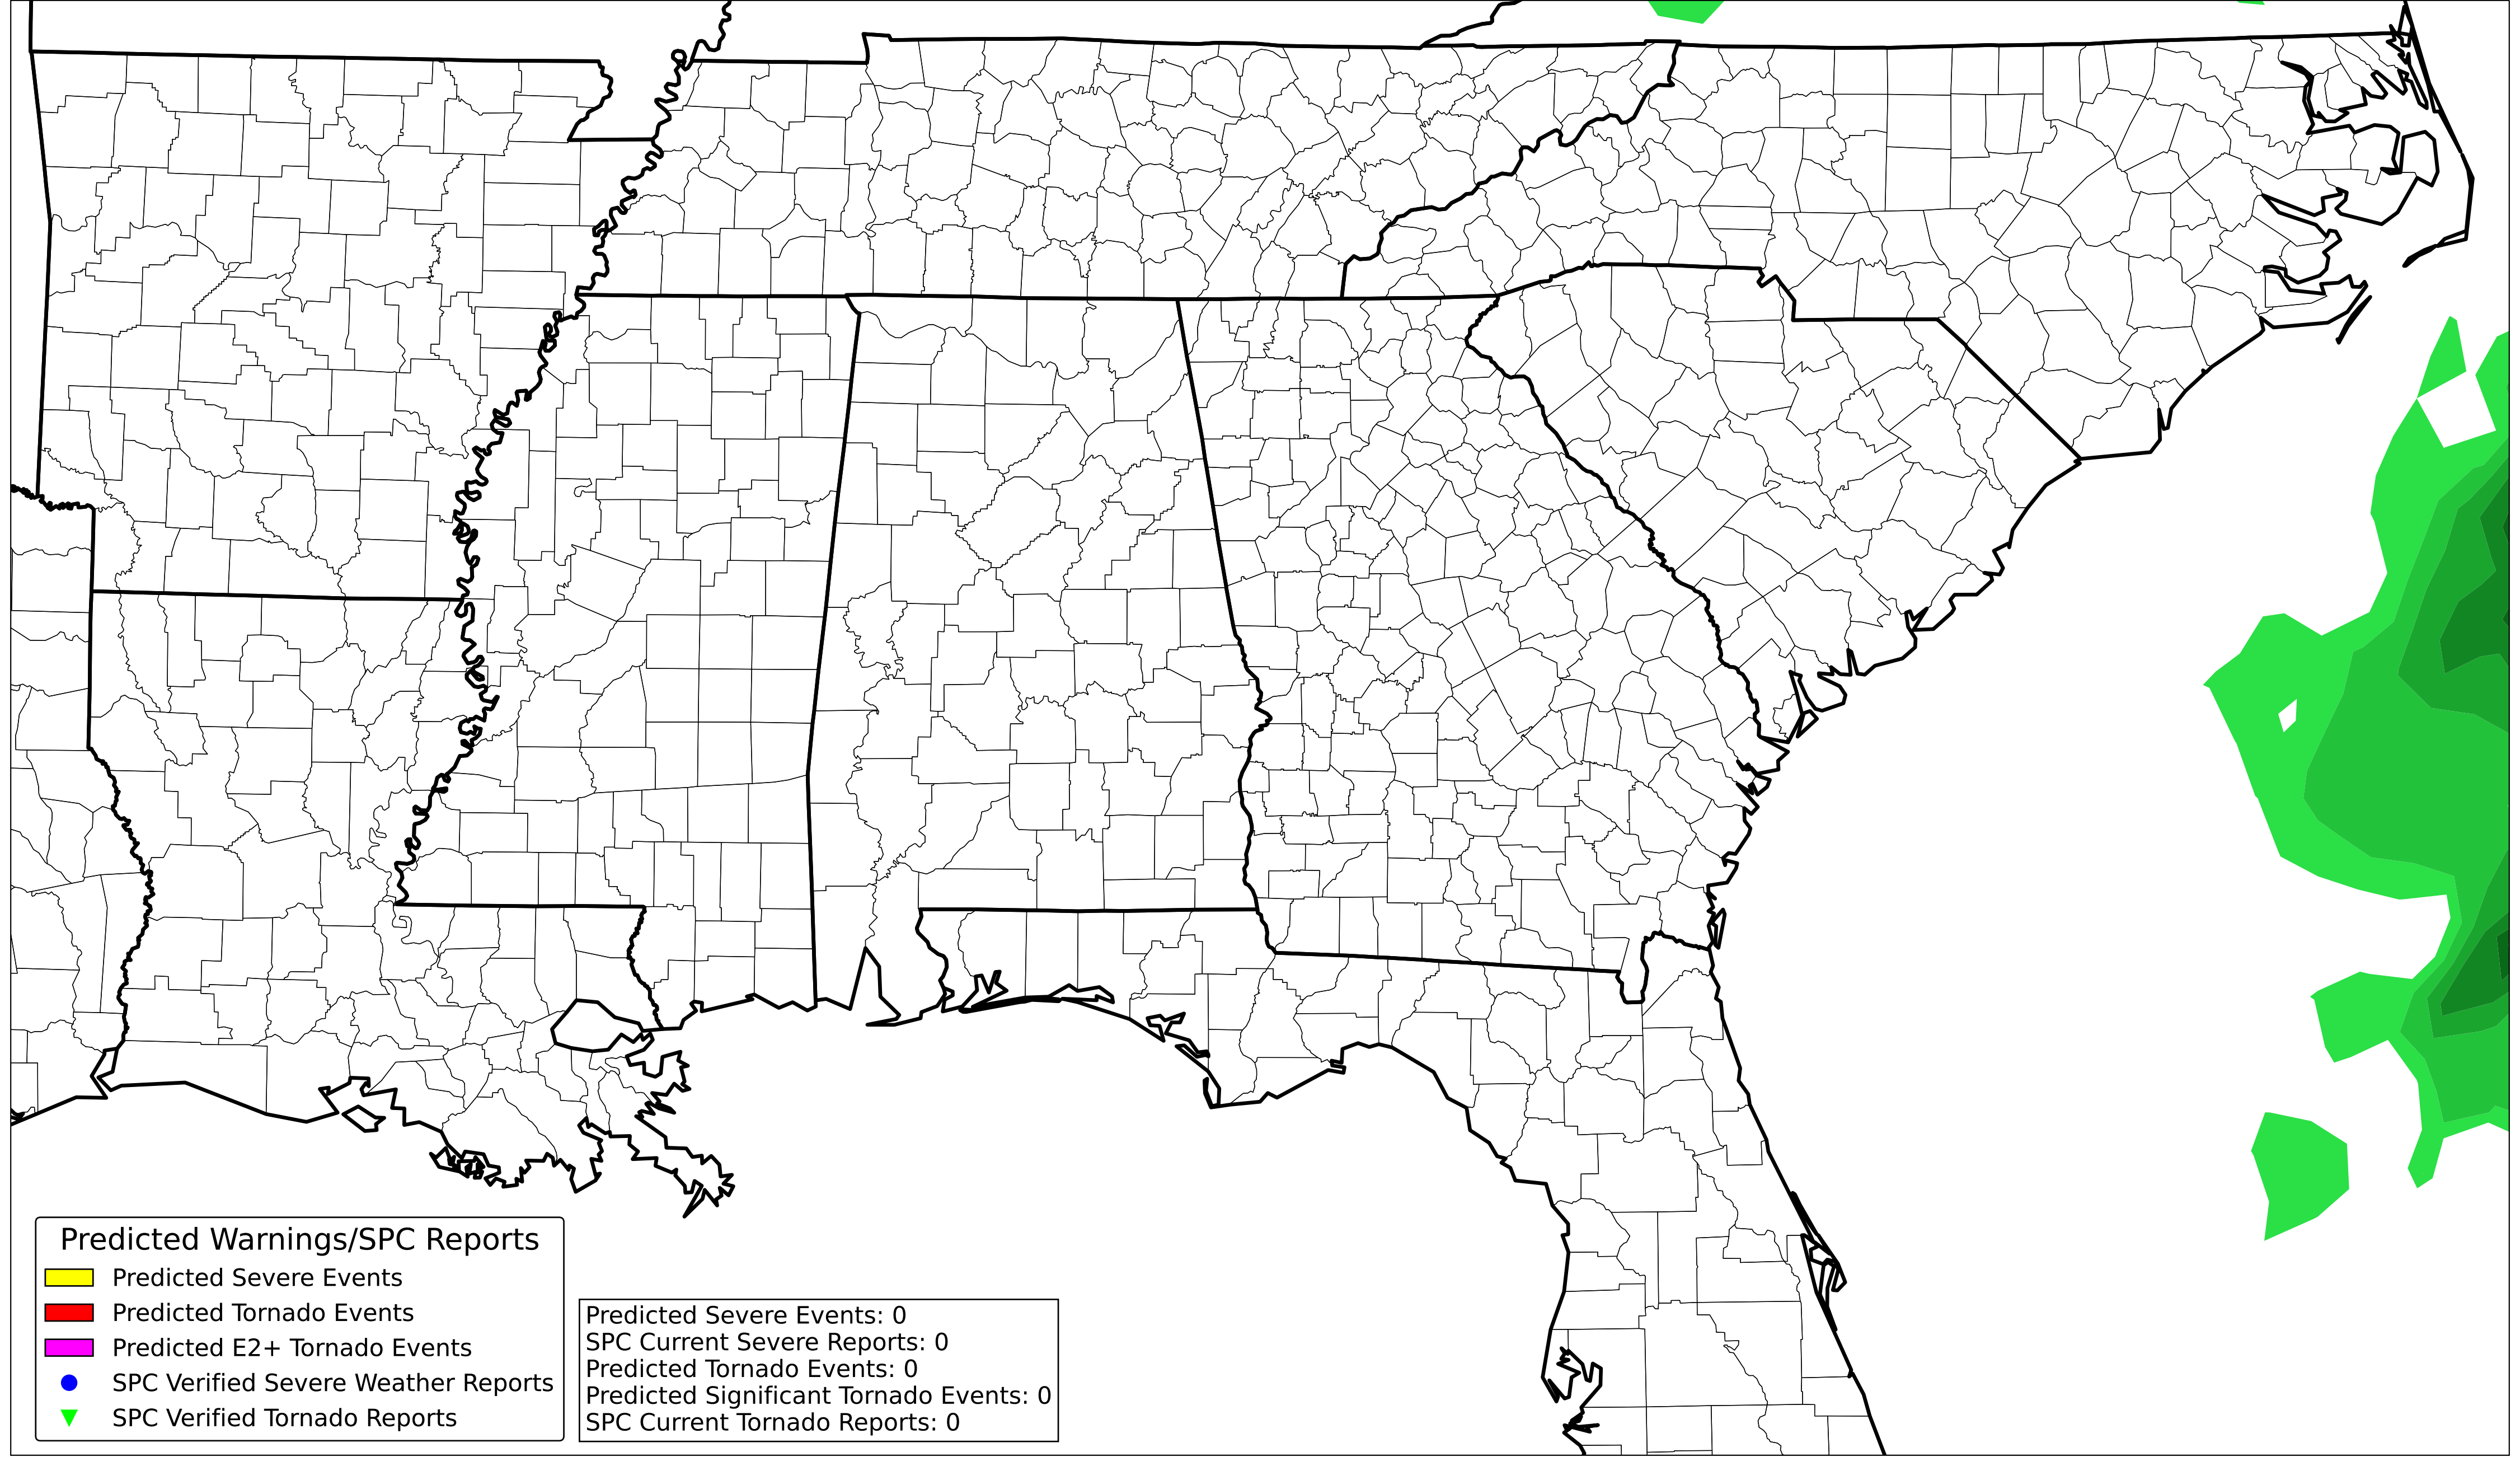 Predicted Warnings/SPC Reports
Predicted Severe Events
Predicted Tornado Events
Predicted E2+ Tornado Events
SPC Verified Severe Weather Reports
SPC Verified Tornado Reports
Predicted Severe Events: 0
SPC Current Severe Reports: 0
Predicted Tornado Events: 0
Predicted Significant Tornado Events: 0
SPC Current Tornado Reports: 0